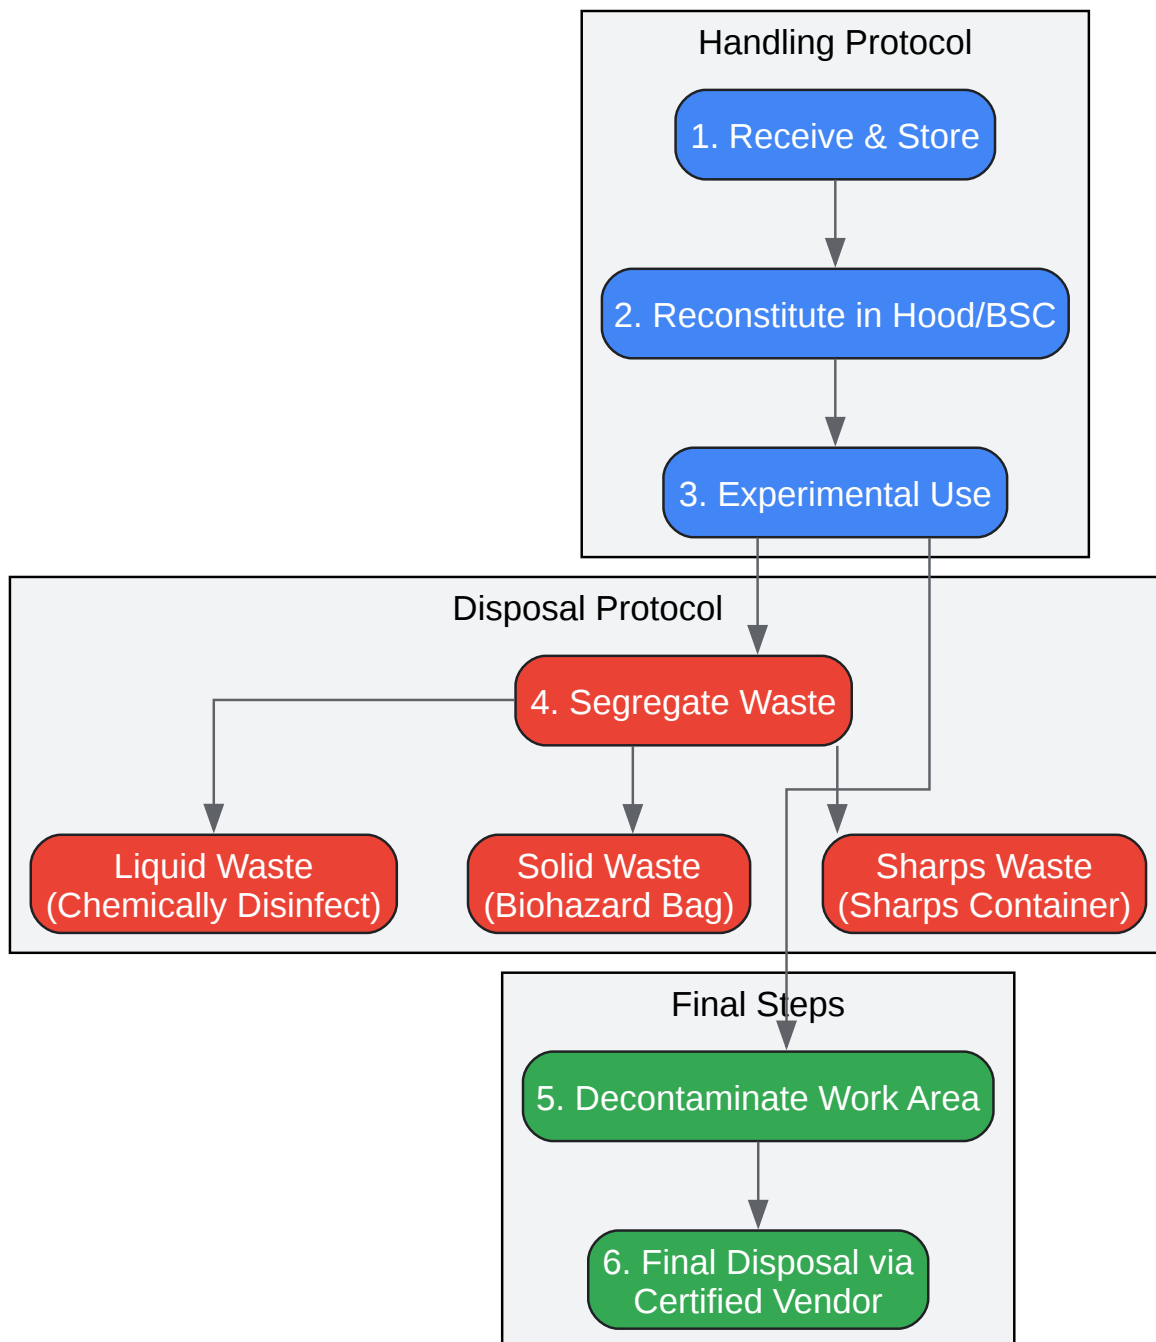 Handling Protocol
1. Receive & Store
2. Reconstitute in Hood/BSC
3. Experimental Use
Disposal Protocol
4. Segregate Waste
Liquid Waste
(Chemically Disinfect)
Solid Waste
(Biohazard Bag)
Sharps Waste
(Sharps Container)
Final Steps
5. Decontaminate Work Area
6. Final Disposal via
Certified Vendor